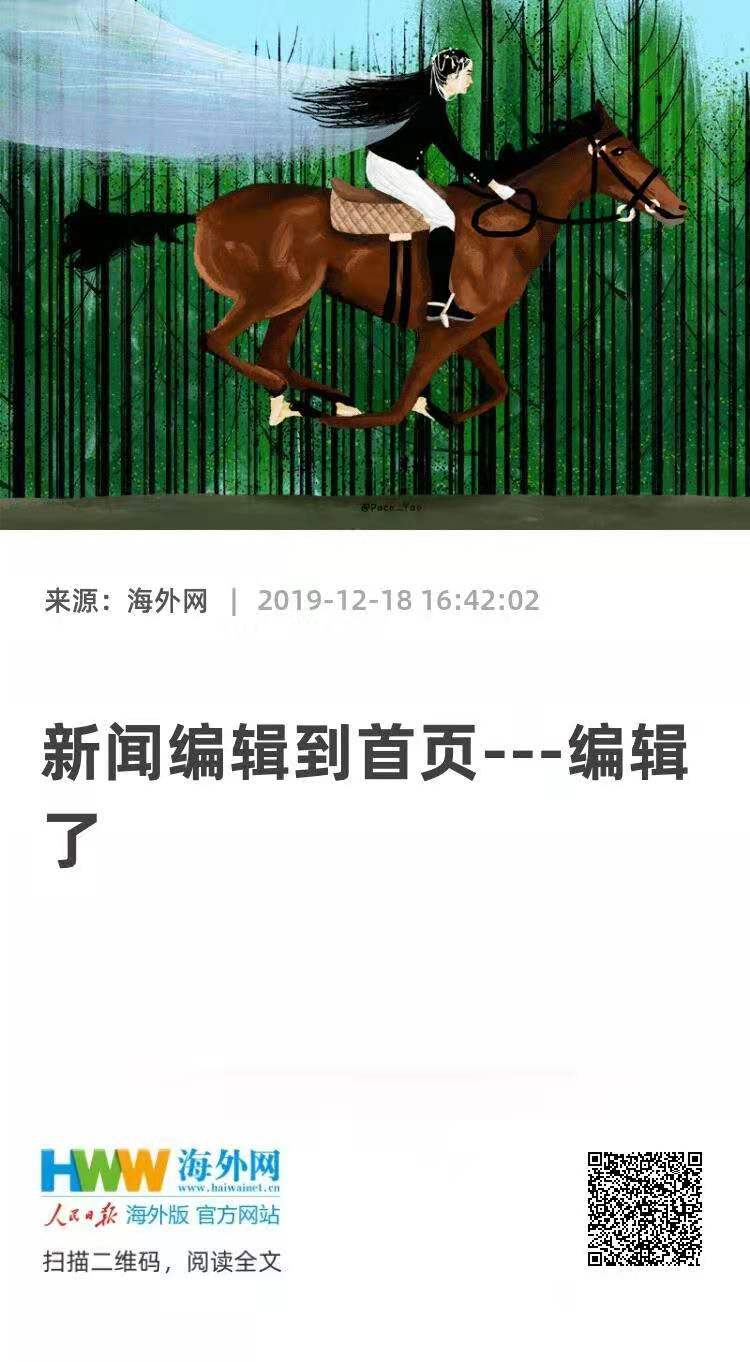 @Pace_Yao
来源：海外网 | 2019-12-18 16:42:02
新闻编辑到首页---编辑
了
HWW 海外网
www.haiwainet.cn
人民日报 海外版 官方网站
扫描二维码，阅读全文